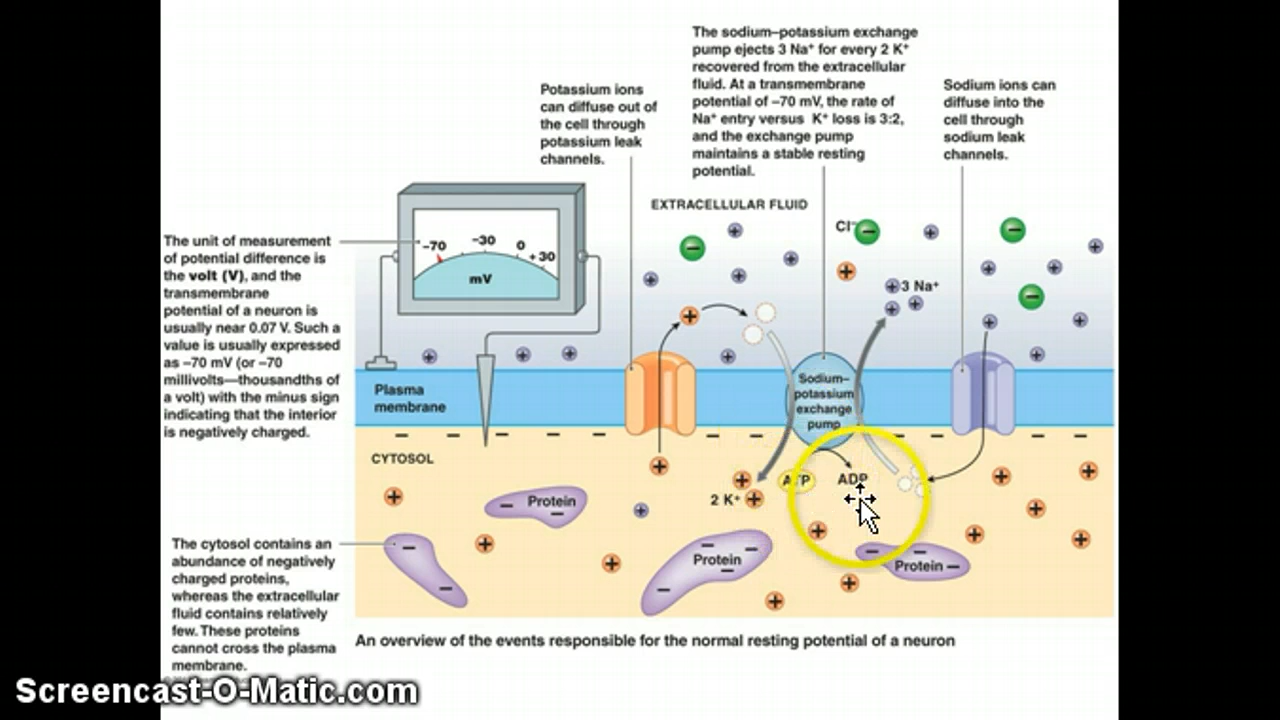 The sodium–potassium exchange
pump ejects 3 Na⁺ for every 2 K⁺
recovered from the extracellular
fluid. At a transmembrane
potential of –70 mV, the rate of
Na⁺ entry versus K⁺ loss is 3:2,
and the exchange pump
maintains a stable resting
potential.
Potassium ions
can diffuse out of
the cell through
potassium leak
channels.
Sodium ions can
diffuse into the
cell through
sodium leak
channels.
EXTRACELLULAR FLUID
Cl⁻
3 Na⁺
–70 –30 0 +30
mV
The unit of measurement
of potential difference is
the volt (V), and the
transmembrane
potential of a neuron is
usually near 0.07 V. Such a
value is usually expressed
as –70 mV (or –70
millivolts—thousandths of
a volt) with the minus sign
indicating that the interior
is negatively charged.
Plasma
membrane
Sodium–
potassium
exchange
pump
CYTOSOL
2 K⁺
ATP
ADP
Protein
Protein
Protein
The cytosol contains an
abundance of negatively
charged proteins,
whereas the extracellular
fluid contains relatively
few. These proteins
cannot cross the plasma
membrane.
An overview of the events responsible for the normal resting potential of a neuron
Screencast-O-Matic.com